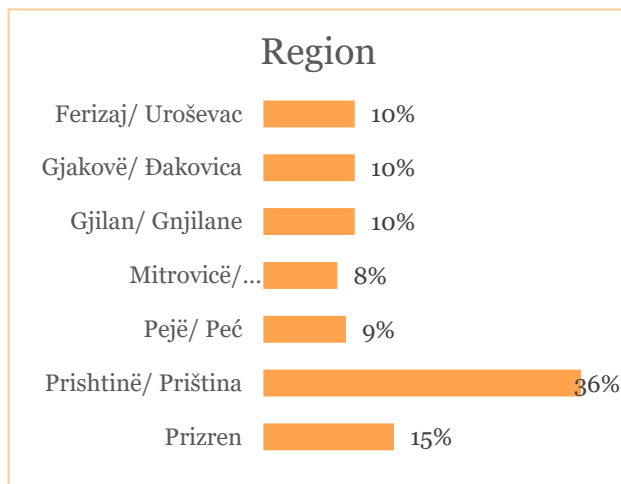 Region
Ferizaj/ Uroševac 10%
Gjakovë/ Đakovica 10%
Gjilan/ Gnjilane 10%
Mitrovicë/... 8%
Pejë/ Peć 9%
Prishtinë/ Priština 36%
Prizren 15%